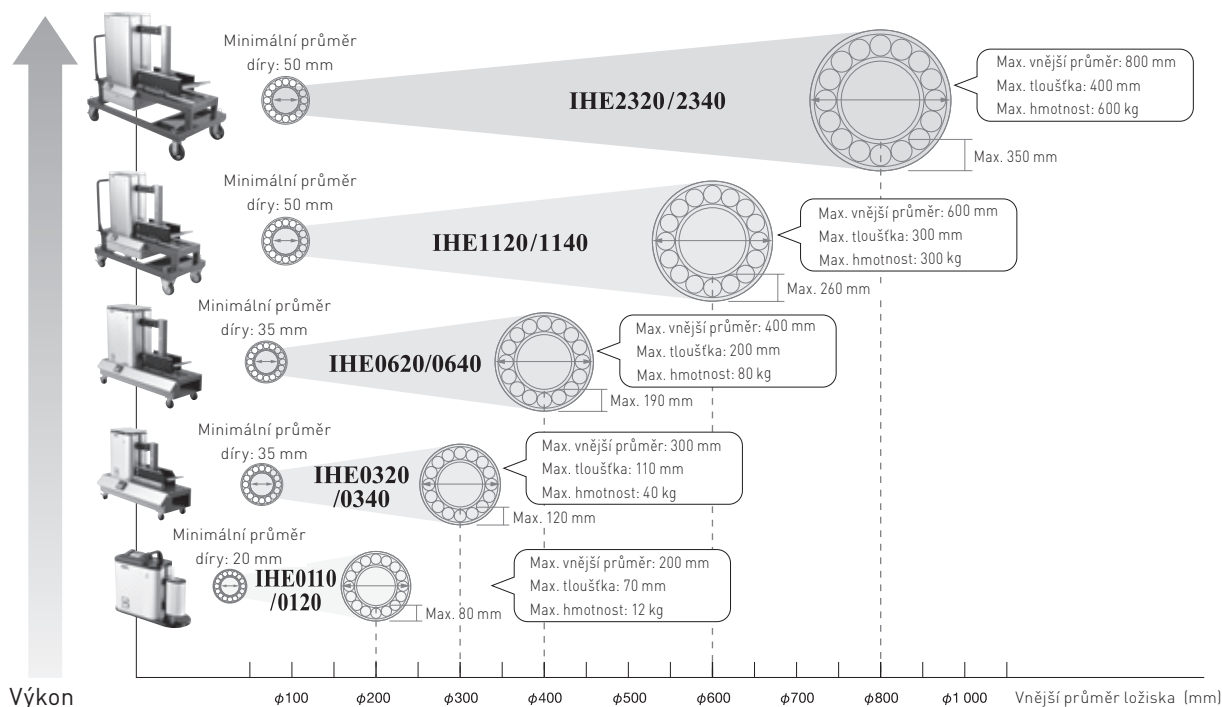 Minimální průměr
díry: 50 mm
IHE2320/2340
Max. vnější průměr: 800 mm
Max. tloušťka: 400 mm
Max. hmotnost: 600 kg
Max. 350 mm
Minimální průměr
díry: 50 mm
IHE1120/1140
Max. vnější průměr: 600 mm
Max. tloušťka: 300 mm
Max. hmotnost: 300 kg
Max. 260 mm
Minimální průměr
díry: 35 mm
IHE0620/0640
Max. vnější průměr: 400 mm
Max. tloušťka: 200 mm
Max. hmotnost: 80 kg
Max. 190 mm
Minimální průměr
díry: 35 mm
IHE0320
/0340
Max. vnější průměr: 300 mm
Max. tloušťka: 110 mm
Max. hmotnost: 40 kg
Max. 120 mm
Minimální průměr
díry: 20 mm
IHE0110
/0120
Max. vnější průměr: 200 mm
Max. tloušťka: 70 mm
Max. hmotnost: 12 kg
Max. 80 mm
Výkon
ϕ100 ϕ200 ϕ300 ϕ400 ϕ500 ϕ600 ϕ700 ϕ800 ϕ1 000 Vnější průměr ložiska (mm)